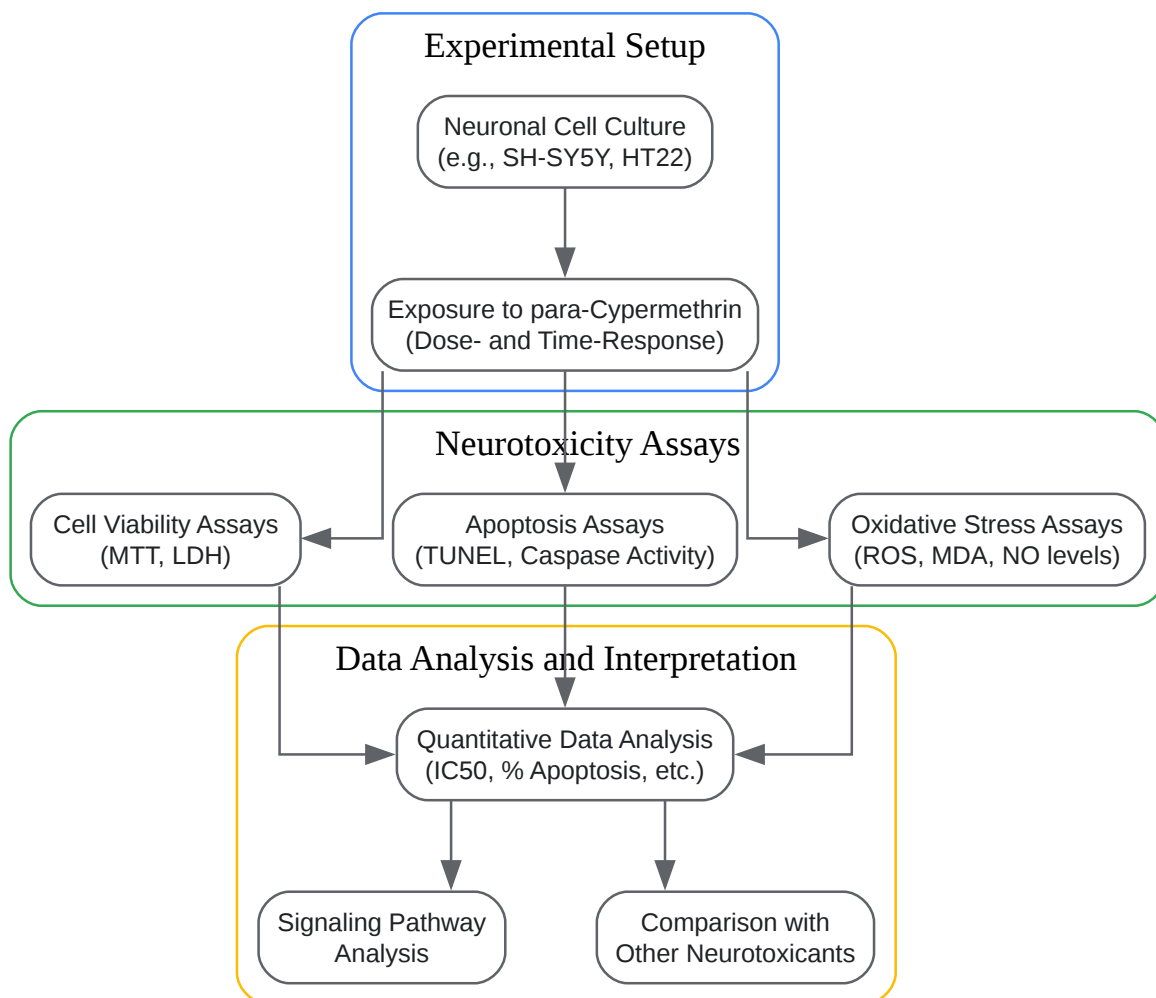 Experimental Setup
Neuronal Cell Culture
(e.g., SH-SY5Y, HT22)
Exposure to para-Cypermethrin
(Dose- and Time-Response)
Neurotoxicity Assays
Cell Viability Assays
(MTT, LDH)
Apoptosis Assays
(TUNEL, Caspase Activity)
Oxidative Stress Assays
(ROS, MDA, NO levels)
Data Analysis and Interpretation
Quantitative Data Analysis
(IC50, % Apoptosis, etc.)
Signaling Pathway
Analysis
Comparison with
Other Neurotoxicants